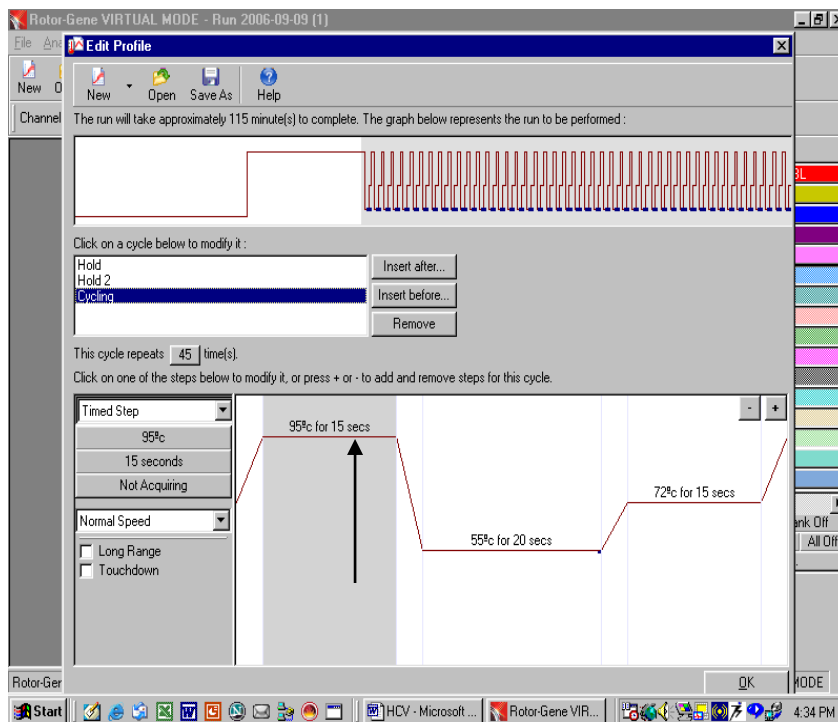 Rotor-Gene VIRTUAL MODE - Run 2006-09-09 (1)
File Ana
Edit Profile
New
New Open Save As Help
Channel
The run will take approximately 115 minute(s) to complete. The graph below represents the run to be performed :
Click on a cycle below to modify it :
Hold
Hold 2
Cycling
Insert after...
Insert before...
Remove
This cycle repeats 45 time(s).
Click on one of the steps below to modify it, or press + or - to add and remove steps for this cycle.
Timed Step
95ºc
15 seconds
Not Acquiring
Normal Speed
Long Range
Touchdown
- +
95ºc for 15 secs
55ºc for 20 secs
72ºc for 15 secs
ank Off
All Off
OK
Rotor-Gen
MODE
Start
HCV - Microsoft ...
Rotor-Gene VIR...
4:34 PM